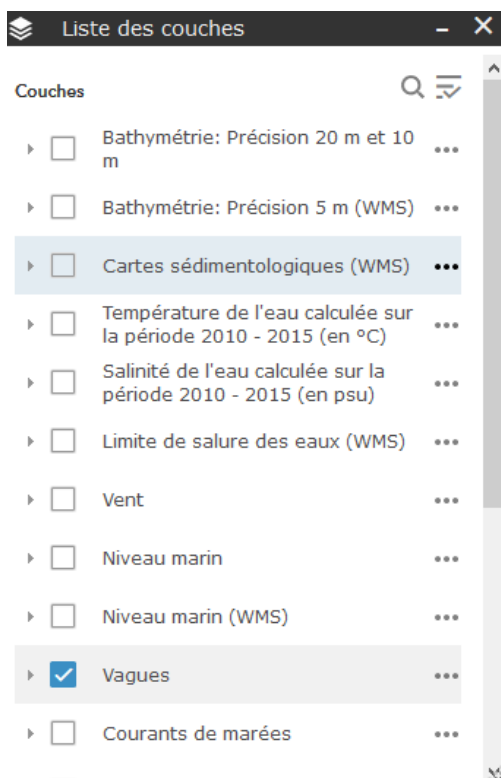 Liste des couches
Couches
Bathymétrie: Précision 20 m et 10
m
Bathymétrie: Précision 5 m (WMS)
Cartes sédimentologiques (WMS)
Température de l'eau calculée sur
la période 2010 - 2015 (en °C)
Salinité de l'eau calculée sur la
période 2010 - 2015 (en psu)
Limite de salure des eaux (WMS)
Vent
Niveau marin
Niveau marin (WMS)
Vagues
Courants de marées